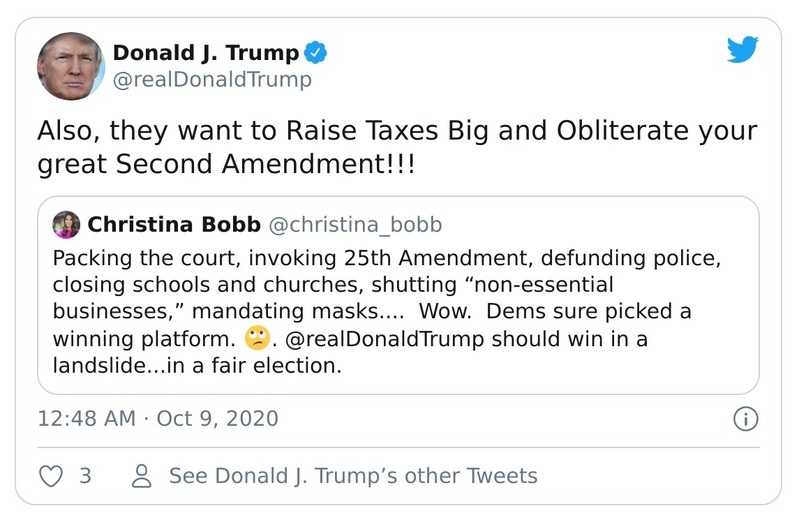 Donald J. Trump
@realDonaldTrump
Also, they want to Raise Taxes Big and Obliterate your
great Second Amendment!!!
Christina Bobb @christina_bobb
Packing the court, invoking 25th Amendment, defunding police,
closing schools and churches, shutting “non-essential
businesses,” mandating masks....  Wow.  Dems sure picked a
winning platform. 🙄. @realDonaldTrump should win in a
landslide...in a fair election.
12:48 AM · Oct 9, 2020
3 See Donald J. Trump’s other Tweets